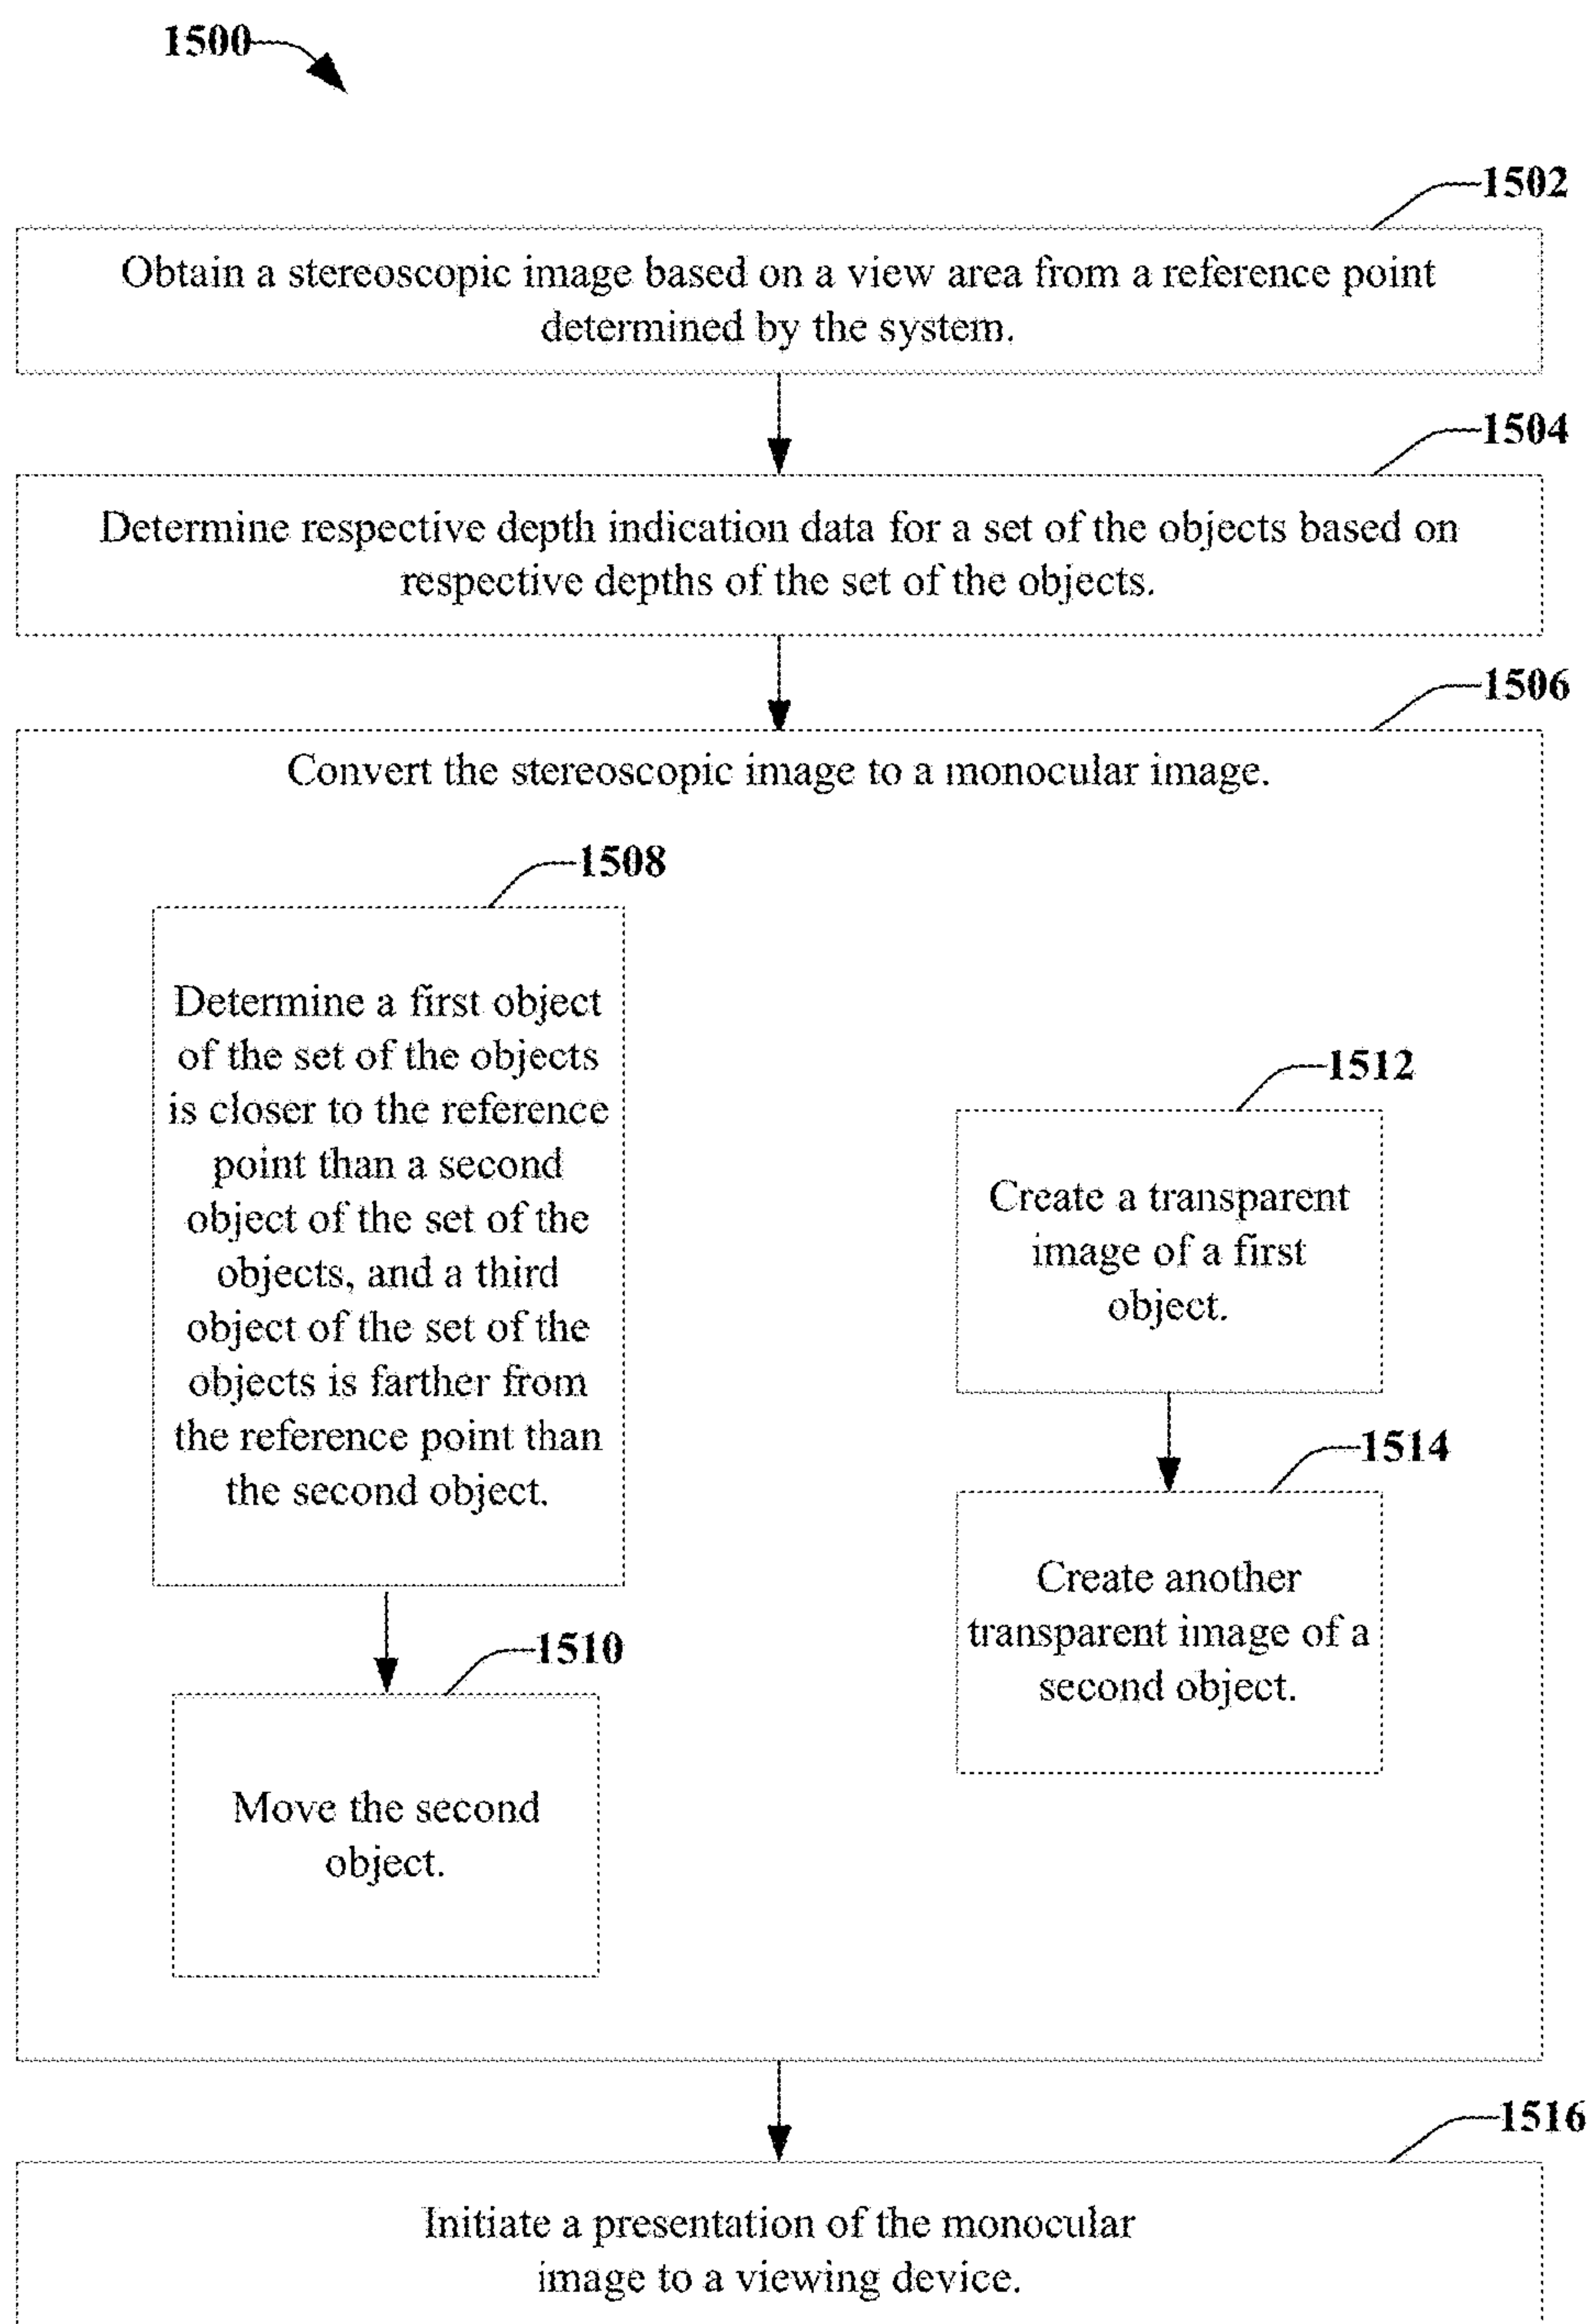 1500
1502
Obtain a stereoscopic image based on a view area from a reference point
determined by the system.
1504
Determine respective depth indication data for a set of the objects based on
respective depths of the set of the objects.
1506
Convert the stereoscopic image to a monocular image.
1508
Determine a first object
of the set of the objects
is closer to the reference
point than a second
object of the set of the
objects, and a third
object of the set of the
objects is farther from
the reference point than
the second object.
1510
Move the second
object.
1512
Create a transparent
image of a first
object.
1514
Create another
transparent image of a
second object.
1516
Initiate a presentation of the monocular
image to a viewing device.